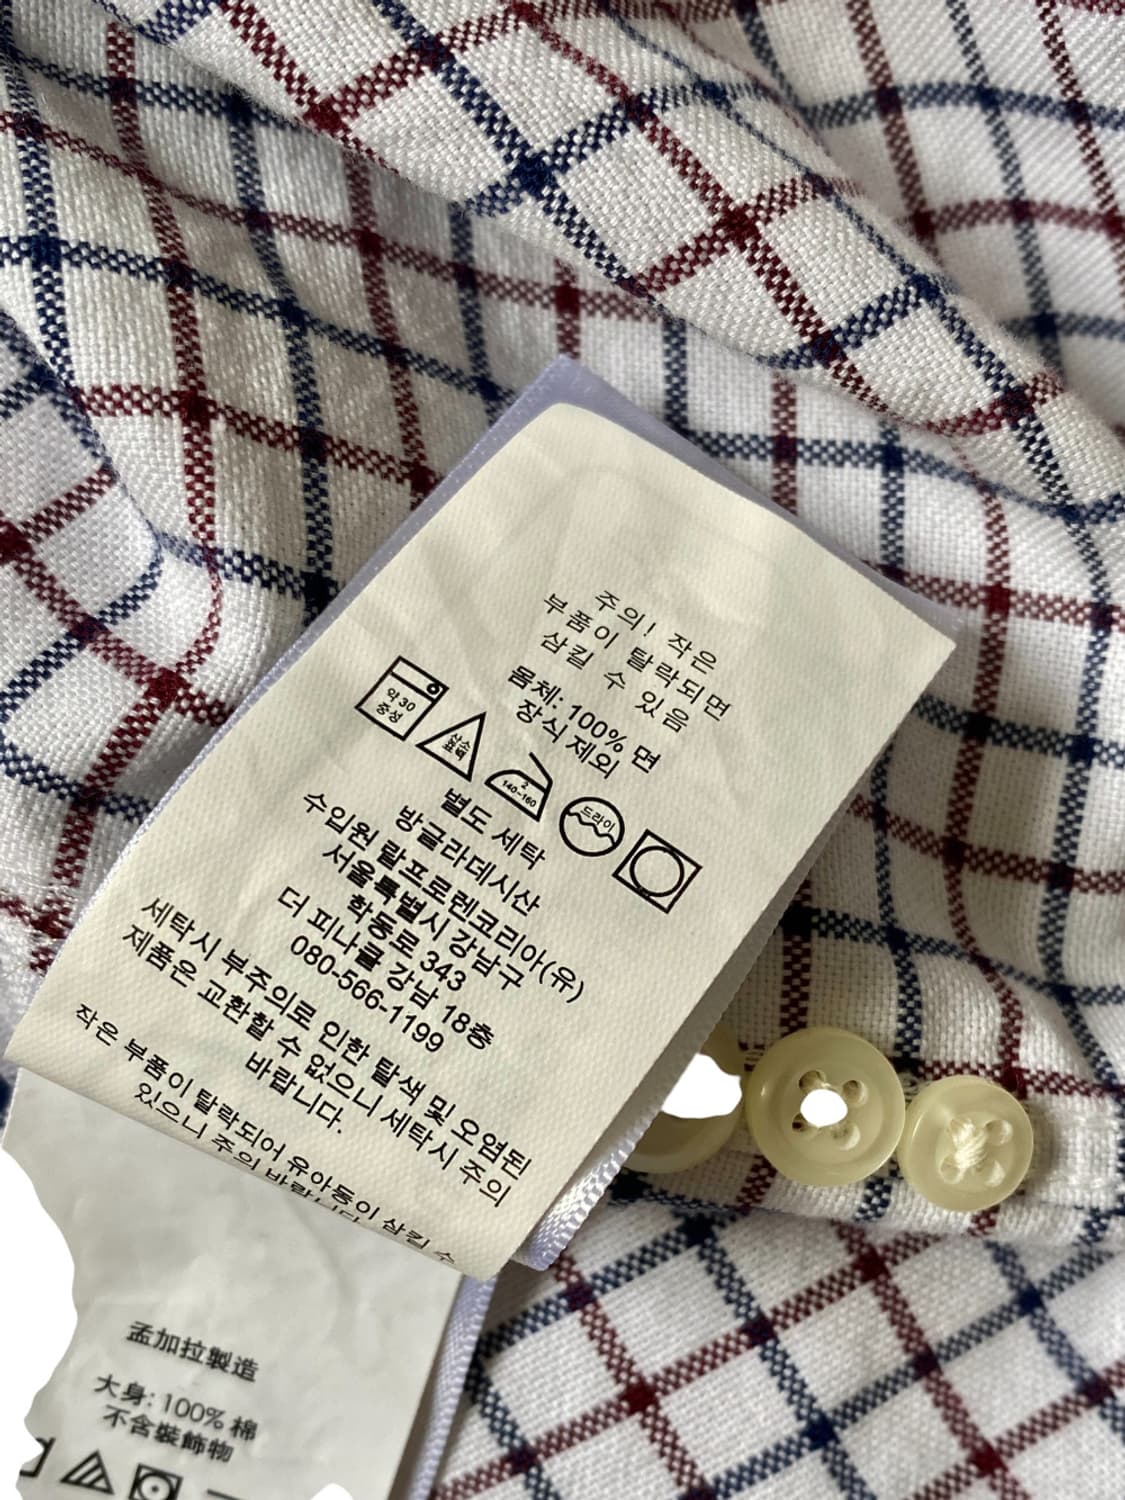 주의! 작은
부품이 탈락되면
삼킬 수 있음
몸체: 100% 면
장식 제외
약 30
중성
산소
표백
2
140~160
드라이
별도 세탁
방글라데시산
수입원 랄프로렌코리아(유)
서울특별시 강남구
학동로 343
더 피나클 강남 18층
080-566-1199
세탁시 부주의로 인한 탈색 및 오염된
제품은 교환할 수 없으니 세탁시 주의
바랍니다.
작은 부품이 탈락되어 유아동이 삼킬 수
있으니 주의 바랍니다.
孟加拉製造
大身: 100% 棉
不含裝飾物